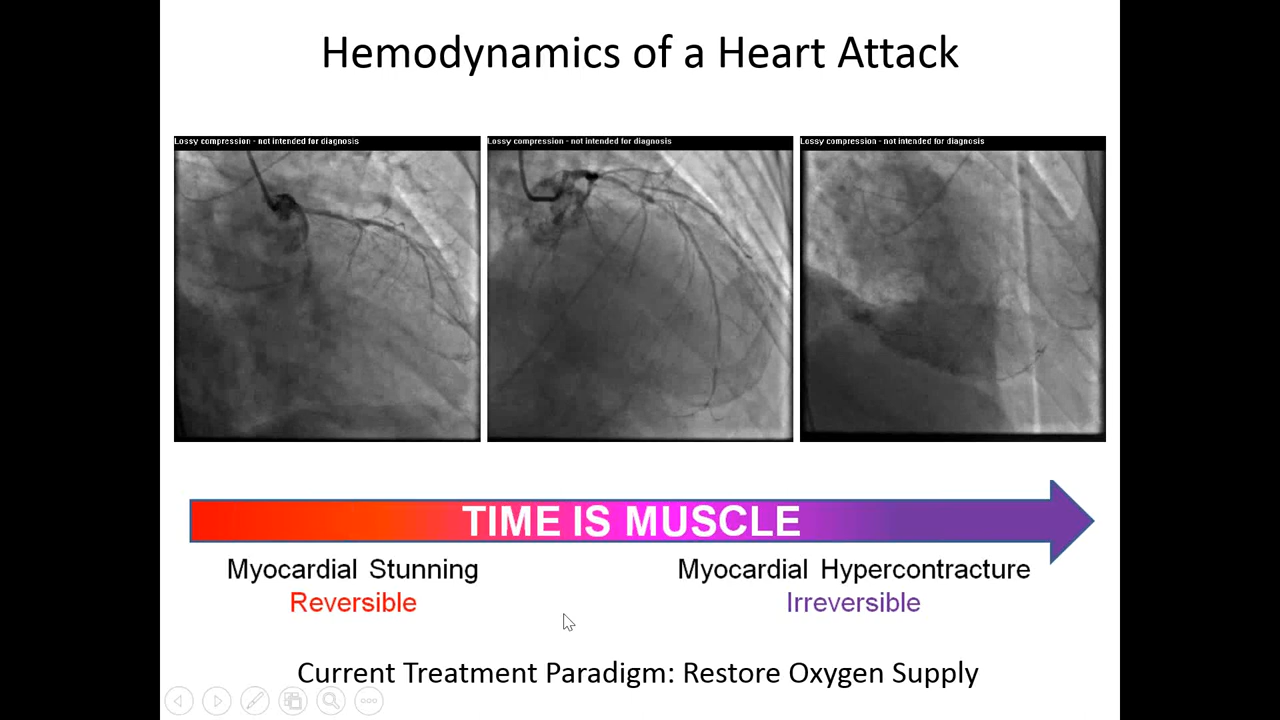 Hemodynamics of a Heart Attack
Lossy compression - not intended for diagnosis
Lossy compression - not intended for diagnosis
Lossy compression - not intended for diagnosis
TIME IS MUSCLE
Myocardial Stunning
Reversible
Myocardial Hypercontracture
Irreversible
Current Treatment Paradigm: Restore Oxygen Supply